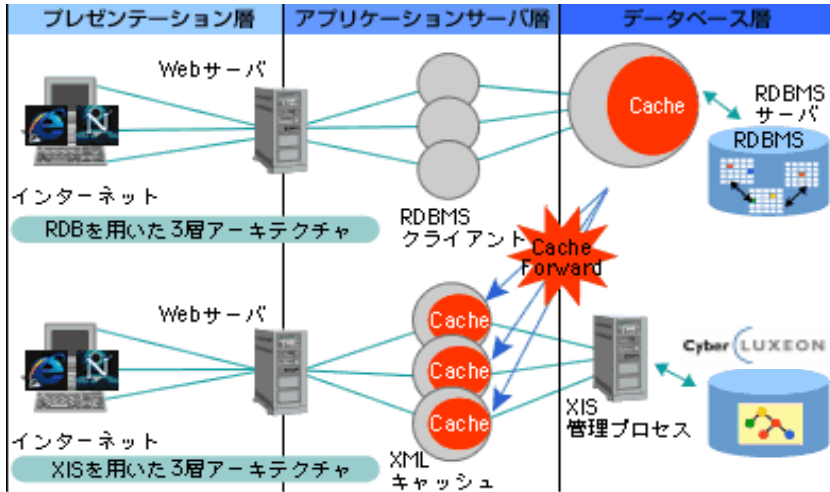 プレゼンテーション層
アプリケーションサーバ層
データベース層
Webサーバ
Cache
RDBMS
サーバ
RDBMS
インターネット
RDBを用いた3層アーキテクチャ
RDBMS
クライアント
Cache
Forward
Webサーバ
Cache
Cache
Cache
Cyber LUXEON
インターネット
XISを用いた3層アーキテクチャ
XML
キャッシュ
XIS
管理プロセス